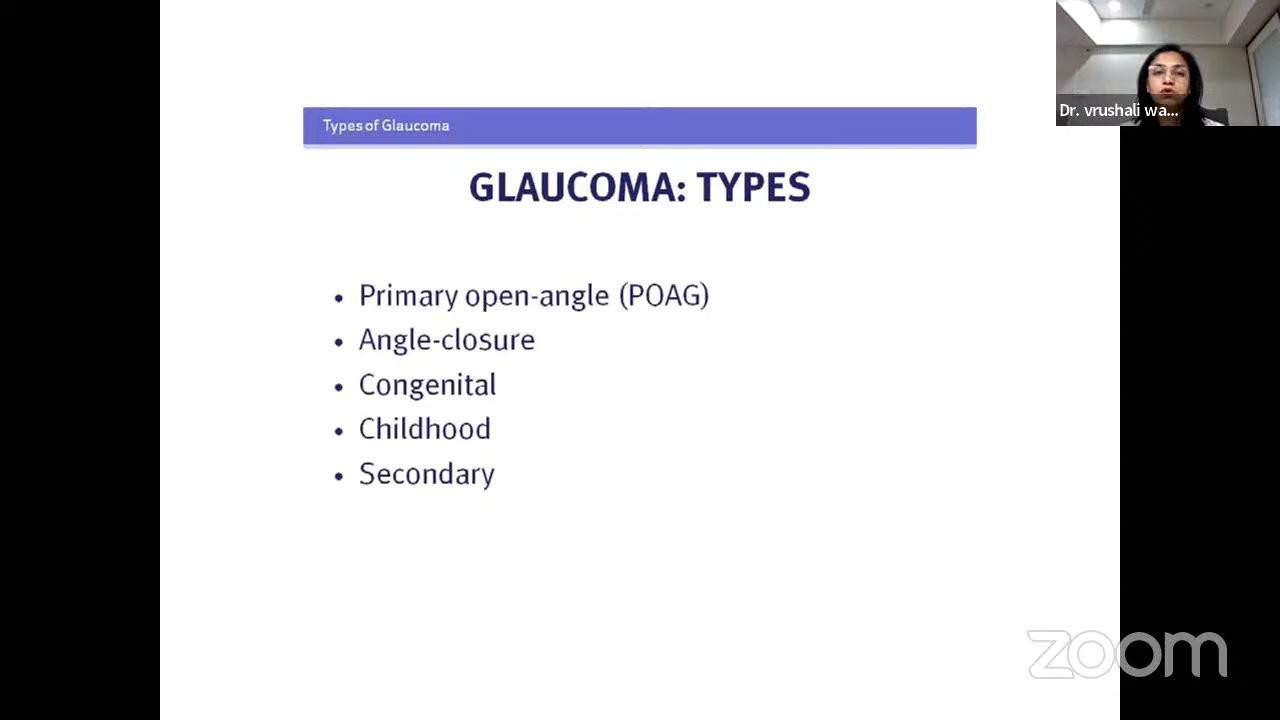 Dr. vrushali wa...
Types of Glaucoma
GLAUCOMA: TYPES
• Primary open-angle (POAG)
• Angle-closure
• Congenital
• Childhood
• Secondary
zoom